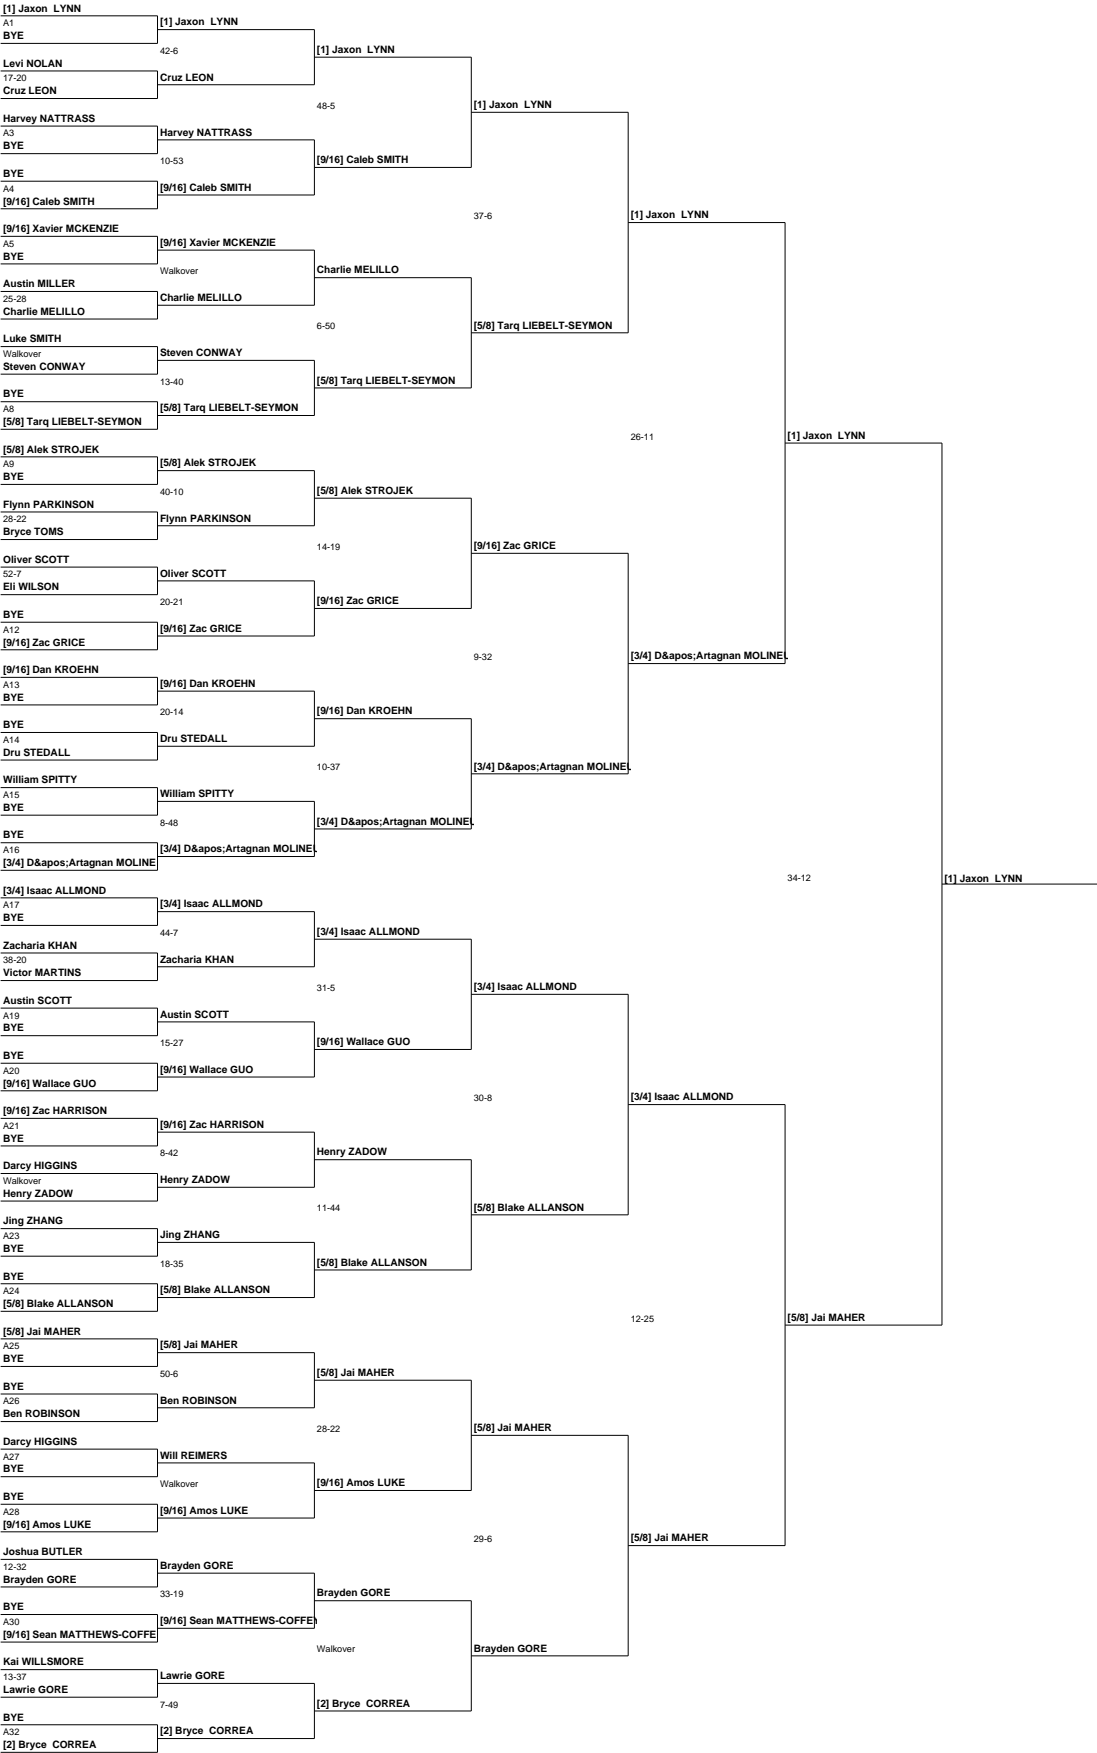 [1] Jaxon  LYNN
A1
BYE
[1] Jaxon  LYNN
42-6
Levi NOLAN
17-20
Cruz LEON
Cruz LEON
[1] Jaxon  LYNN
48-5
Harvey NATTRASS
A3
BYE
Harvey NATTRASS
10-53
BYE
A4
[9/16] Caleb SMITH
[9/16] Caleb SMITH
[9/16] Caleb SMITH
[1] Jaxon  LYNN
37-6
[9/16] Xavier MCKENZIE
A5
BYE
[9/16] Xavier MCKENZIE
Walkover
Austin MILLER
25-28
Charlie MELILLO
Charlie MELILLO
Charlie MELILLO
6-50
Luke SMITH
Walkover
Steven CONWAY
Steven CONWAY
13-40
BYE
A8
[5/8] Tarq LIEBELT-SEYMON
[5/8] Tarq LIEBELT-SEYMON
[5/8] Tarq LIEBELT-SEYMON
[5/8] Tarq LIEBELT-SEYMON
[1] Jaxon  LYNN
26-11
[5/8] Alek STROJEK
A9
BYE
[5/8] Alek STROJEK
40-10
Flynn PARKINSON
28-22
Bryce TOMS
Flynn PARKINSON
[5/8] Alek STROJEK
14-19
Oliver SCOTT
52-7
Eli WILSON
Oliver SCOTT
20-21
BYE
A12
[9/16] Zac GRICE
[9/16] Zac GRICE
[9/16] Zac GRICE
[9/16] Zac GRICE
9-32
[9/16] Dan KROEHN
A13
BYE
[9/16] Dan KROEHN
20-14
BYE
A14
Dru STEDALL
Dru STEDALL
[9/16] Dan KROEHN
10-37
William SPITTY
A15
BYE
William SPITTY
8-48
BYE
A16
[3/4] D&apos;Artagnan MOLINE
[3/4] D&apos;Artagnan MOLINEU
[3/4] D&apos;Artagnan MOLINEU
[3/4] D&apos;Artagnan MOLINEU
[3/4] D&apos;Artagnan MOLINEU
[1] Jaxon  LYNN
34-12
[3/4] Isaac ALLMOND
A17
BYE
[3/4] Isaac ALLMOND
44-7
Zacharia KHAN
38-20
Victor MARTINS
Zacharia KHAN
[3/4] Isaac ALLMOND
31-5
Austin SCOTT
A19
BYE
Austin SCOTT
15-27
BYE
A20
[9/16] Wallace GUO
[9/16] Wallace GUO
[9/16] Wallace GUO
[3/4] Isaac ALLMOND
30-8
[9/16] Zac HARRISON
A21
BYE
[9/16] Zac HARRISON
8-42
Darcy HIGGINS
Walkover
Henry ZADOW
Henry ZADOW
Henry ZADOW
11-44
Jing ZHANG
A23
BYE
Jing ZHANG
18-35
BYE
A24
[5/8] Blake ALLANSON
[5/8] Blake ALLANSON
[5/8] Blake ALLANSON
[5/8] Blake ALLANSON
[3/4] Isaac ALLMOND
12-25
[5/8] Jai MAHER
A25
BYE
[5/8] Jai MAHER
50-6
BYE
A26
Ben ROBINSON
Ben ROBINSON
[5/8] Jai MAHER
28-22
Darcy HIGGINS
A27
BYE
Will REIMERS
Walkover
BYE
A28
[9/16] Amos LUKE
[9/16] Amos LUKE
[9/16] Amos LUKE
[5/8] Jai MAHER
29-6
Joshua BUTLER
12-32
Brayden GORE
Brayden GORE
33-19
BYE
A30
[9/16] Sean MATTHEWS-COFFE
[9/16] Sean MATTHEWS-COFFEY
Brayden GORE
Walkover
Kai WILLSMORE
13-37
Lawrie GORE
Lawrie GORE
7-49
BYE
A32
[2] Bryce  CORREA
[2] Bryce  CORREA
[2] Bryce  CORREA
Brayden GORE
[5/8] Jai MAHER
[5/8] Jai MAHER
[1] Jaxon  LYNN